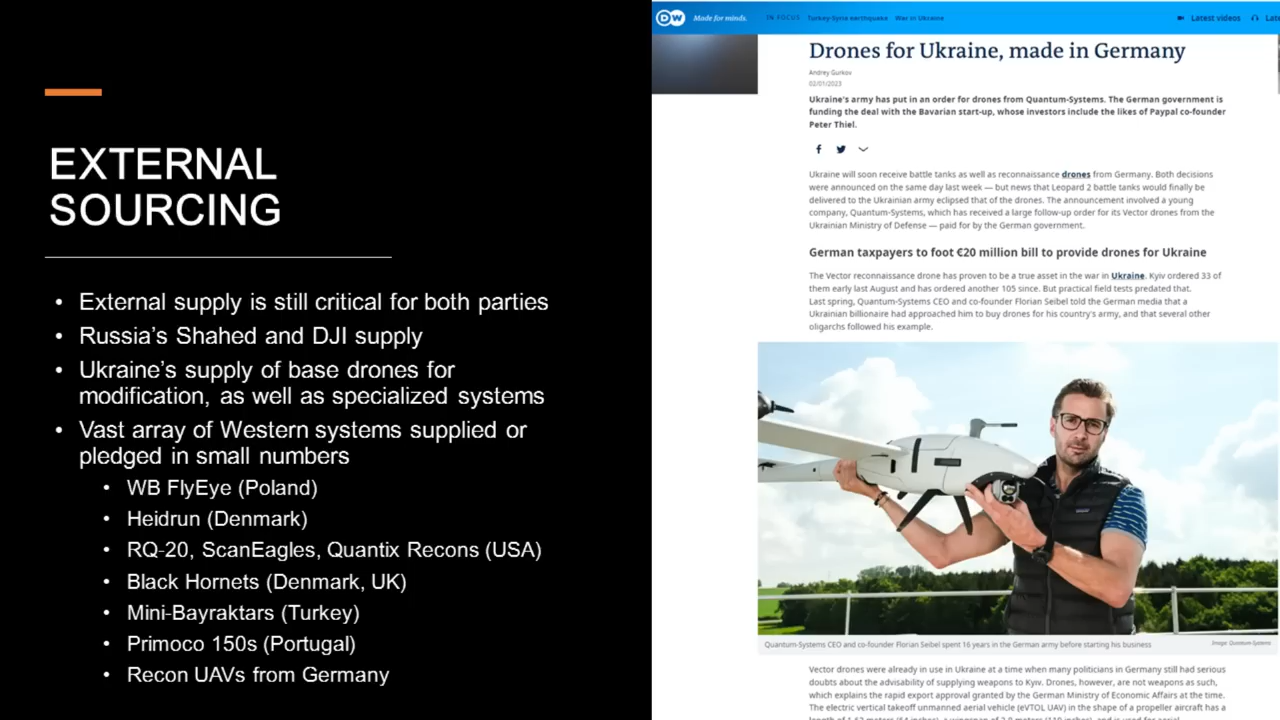 EXTERNAL
SOURCING
• External supply is still critical for both parties
• Russia's Shahed and DJI supply
• Ukraine's supply of base drones for
modification, as well as specialized systems
• Vast array of Western systems supplied or
pledged in small numbers
• WB FlyEye (Poland)
• Heidrun (Denmark)
• RQ-20, ScanEagles, Quantix Recons (USA)
• Black Hornets (Denmark, UK)
• Mini-Bayraktars (Turkey)
• Primoco 150s (Portugal)
• Recon UAVs from Germany
DW Made for minds. IN FOCUS Turkey-Syria earthquake War in Ukraine Latest videos Late
Drones for Ukraine, made in Germany
Andrey Gurkov
02/01/2023
Ukraine's army has put in an order for drones from Quantum-Systems. The German government is
funding the deal with the Bavarian start-up, whose investors include the likes of Paypal co-founder
Peter Thiel.
Ukraine will soon receive battle tanks as well as reconnaissance drones from Germany. Both decisions
were announced on the same day last week — but news that Leopard 2 battle tanks would finally be
delivered to the Ukrainian army eclipsed that of the drones. The announcement involved a young
company, Quantum-Systems, which has received a large follow-up order for its Vector drones from the
Ukrainian Ministry of Defense — paid for by the German government.
German taxpayers to foot €20 million bill to provide drones for Ukraine
The Vector reconnaissance drone has proven to be a true asset in the war in Ukraine. Kyiv ordered 33 of
them early last August and has ordered another 105 since. But practical field tests predated that.
Last spring, Quantum-Systems CEO and co-founder Florian Seibel told the German media that a
Ukrainian billionaire had approached him to buy drones for his country's army, and that several other
oligarchs followed his example.
Quantum-Systems CEO and co-founder Florian Seibel spent 16 years in the German army before starting his business
Image: Quantum-Systems
Vector drones were already in use in Ukraine at a time when many politicians in Germany still had serious
doubts about the advisability of supplying weapons to Kyiv. Drones, however, are not weapons as such,
which explains the rapid export approval granted by the German Ministry of Economic Affairs at the time.
The electric vertical takeoff unmanned aerial vehicle (eVTOL UAV) in the shape of a propeller aircraft has a